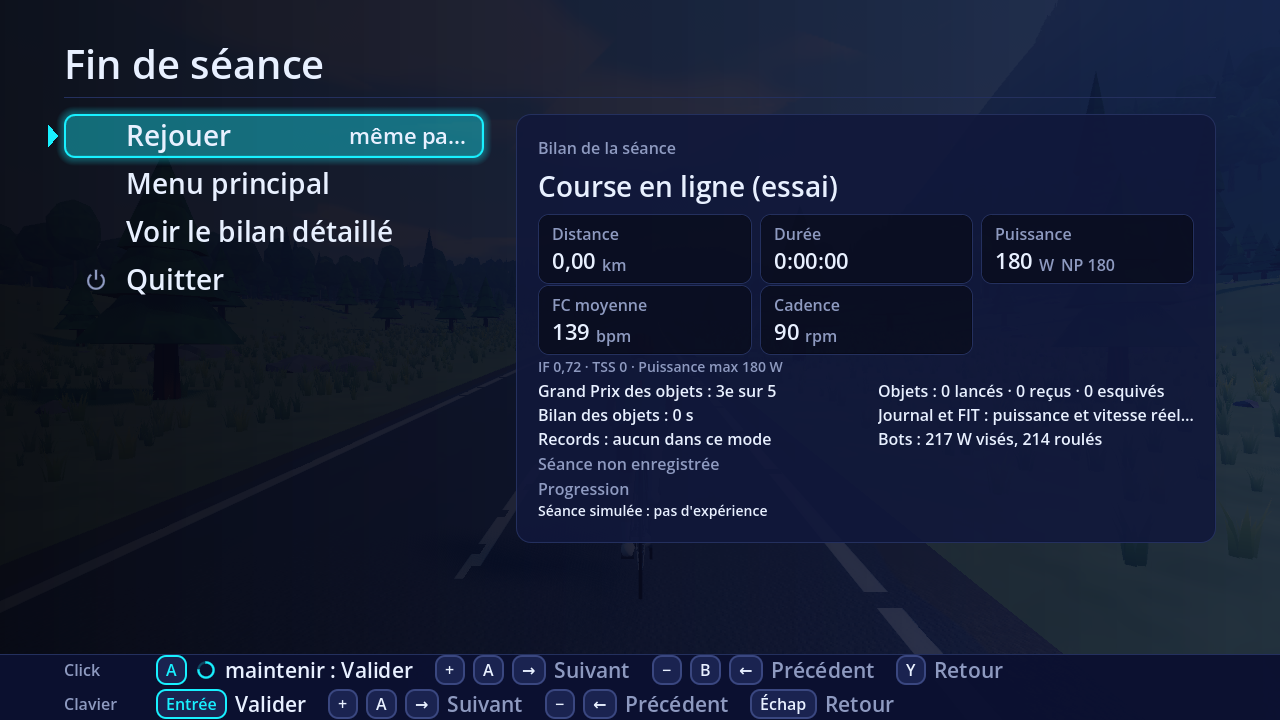 Fin de séance
Rejouer même pa...
Menu principal
Voir le bilan détaillé
Quitter
Bilan de la séance
Course en ligne (essai)
Distance
0,00 km
Durée
0:00:00
Puissance
180 W NP 180
FC moyenne
139 bpm
Cadence
90 rpm
IF 0,72 · TSS 0 · Puissance max 180 W
Grand Prix des objets : 3e sur 5
Objets : 0 lancés · 0 reçus · 0 esquivés
Bilan des objets : 0 s
Journal et FIT : puissance et vitesse réel...
Records : aucun dans ce mode
Bots : 217 W visés, 214 roulés
Séance non enregistrée
Progression
Séance simulée : pas d'expérience
Click A maintenir : Valider + A → Suivant − B ← Précédent Y Retour
Clavier Entrée Valider + A → Suivant − ← Précédent Échap Retour